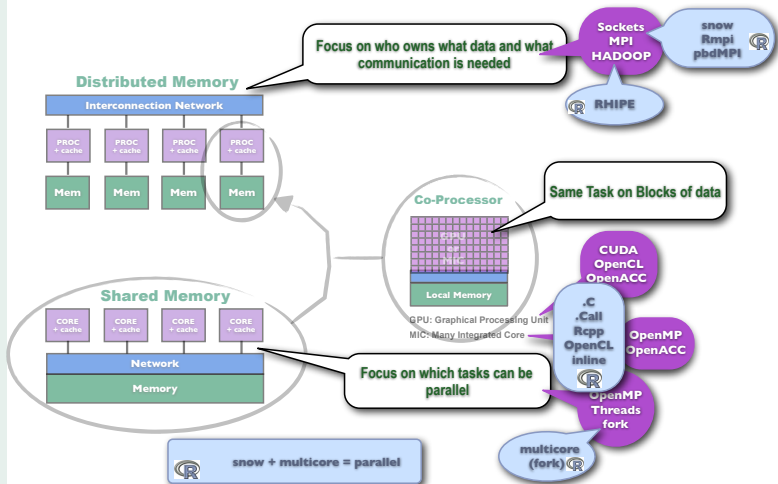 Focus on who owns what data and what
communication is needed
Sockets
MPI
HADOOP
snow
Rmpi
pbdMPI
R
R RHIPE
Distributed Memory
Interconnection Network
PROC
+ cache
PROC
+ cache
PROC
+ cache
PROC
+ cache
Mem
Mem
Mem
Mem
Same Task on Blocks of data
Co-Processor
GPU
or
MIC
Local Memory
GPU: Graphical Processing Unit
MIC: Many Integrated Core
CUDA
OpenCL
OpenACC
.C
.Call
Rcpp
OpenCL
inline
R
OpenMP
OpenACC
Shared Memory
CORE
+ cache
CORE
+ cache
CORE
+ cache
CORE
+ cache
Network
Memory
Focus on which tasks can be
parallel
OpenMP
Threads
fork
multicore
(fork) R
R snow + multicore = parallel